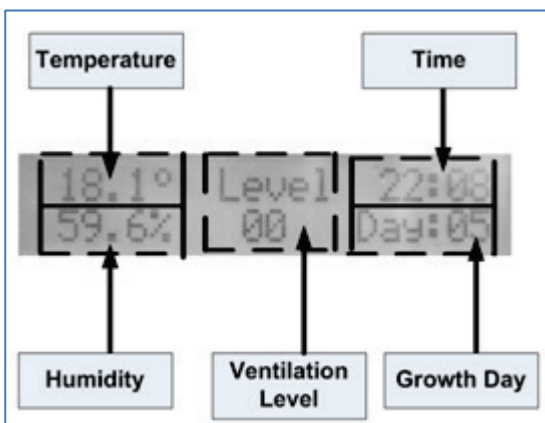 Temperature
Time
18.1° Level 22:08
59.6% 00 Day:05
Humidity
Ventilation
Level
Growth Day